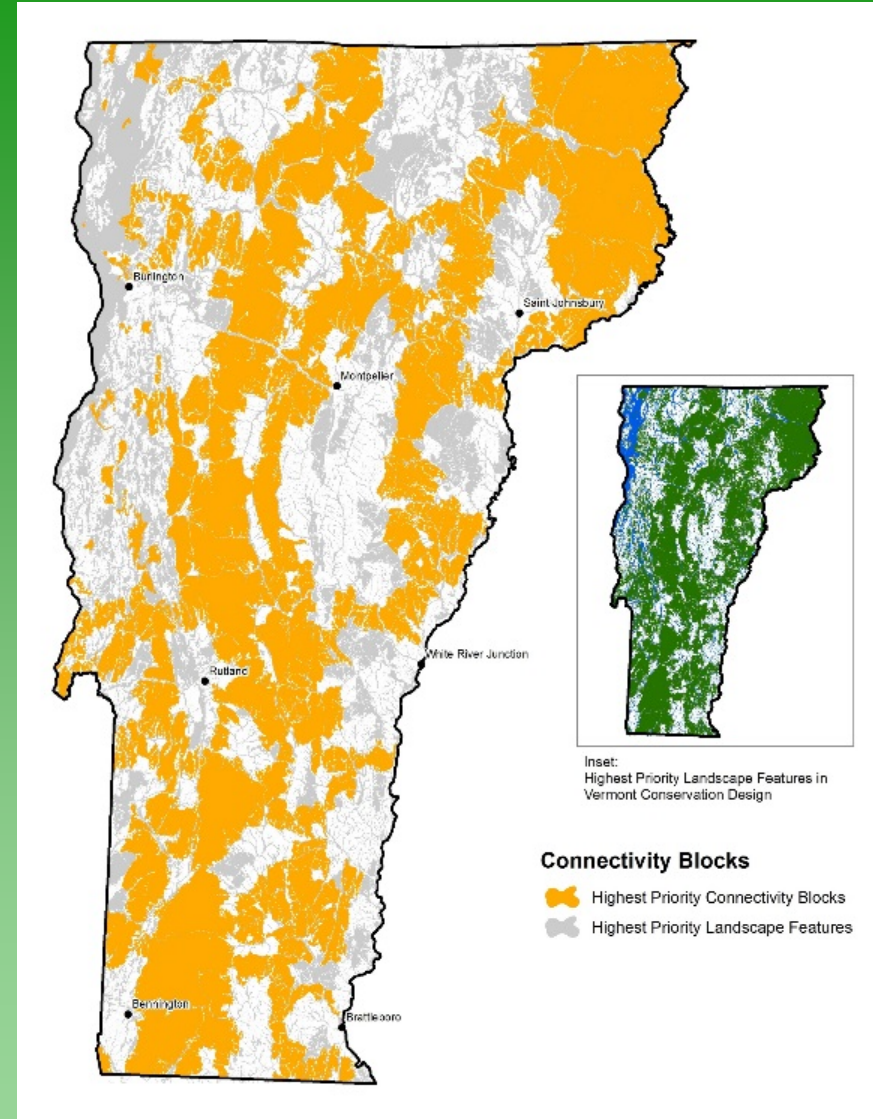 Burlington
Saint Johnsbury
Montpelier
White River Junction
Rutland
Inset:
Highest Priority Landscape Features in
Vermont Conservation Design
Connectivity Blocks
Highest Priority Connectivity Blocks
Highest Priority Landscape Features
Bennington
Brattleboro